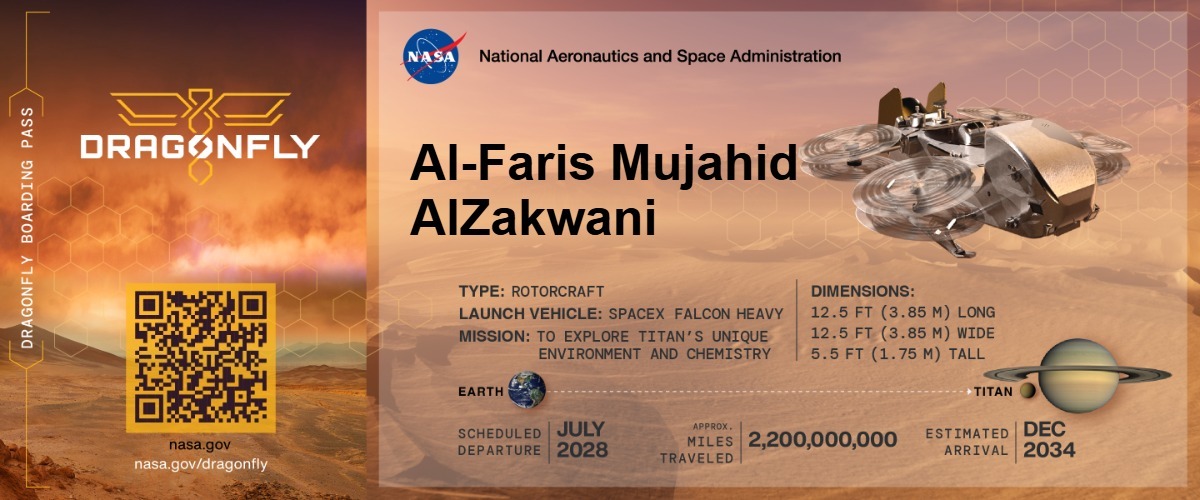 DRAGONFLY BOARDING PASS
DRAGONFLY
nasa.gov
nasa.gov/dragonfly
NASA
National Aeronautics and Space Administration
Al-Faris Mujahid
AlZakwani
TYPE: ROTORCRAFT
LAUNCH VEHICLE: SPACEX FALCON HEAVY
MISSION: TO EXPLORE TITAN'S UNIQUE
ENVIRONMENT AND CHEMISTRY
DIMENSIONS:
12.5 FT (3.85 M) LONG
12.5 FT (3.85 M) WIDE
5.5 FT (1.75 M) TALL
EARTH
TITAN
SCHEDULED
DEPARTURE
JULY
2028
APPROX.
MILES
TRAVELED
2,200,000,000
ESTIMATED
ARRIVAL
DEC
2034